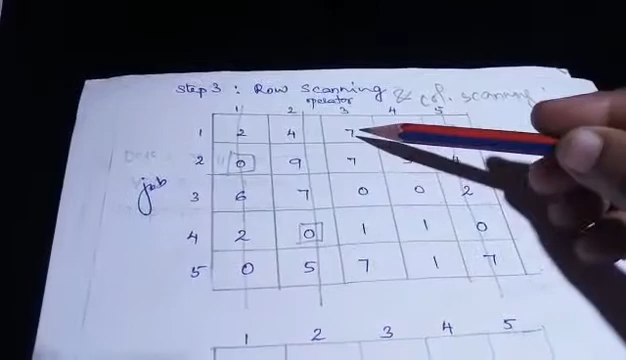 step 3 : Row scanning & col. scanning.
operator
1 2 3 4 5
1 2 4 7
2 0 9 7
job
3 6 7 0 0 2
4 2 0 1 1 0
5 0 5 7 1 7
1 2 3 4 5